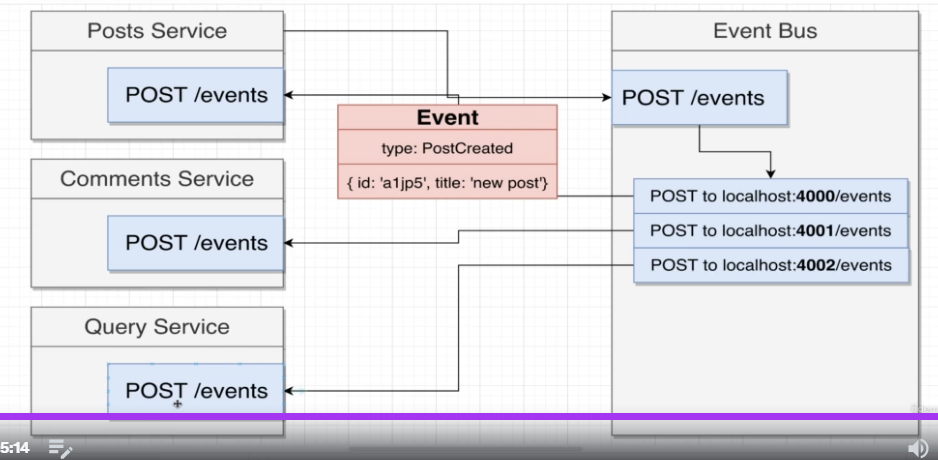 Posts Service
POST /events
Comments Service
POST /events
Query Service
POST /events
Event
type: PostCreated
{ id: 'a1jp5', title: 'new post'}
Event Bus
POST /events
POST to localhost:4000/events
POST to localhost:4001/events
POST to localhost:4002/events
5:14